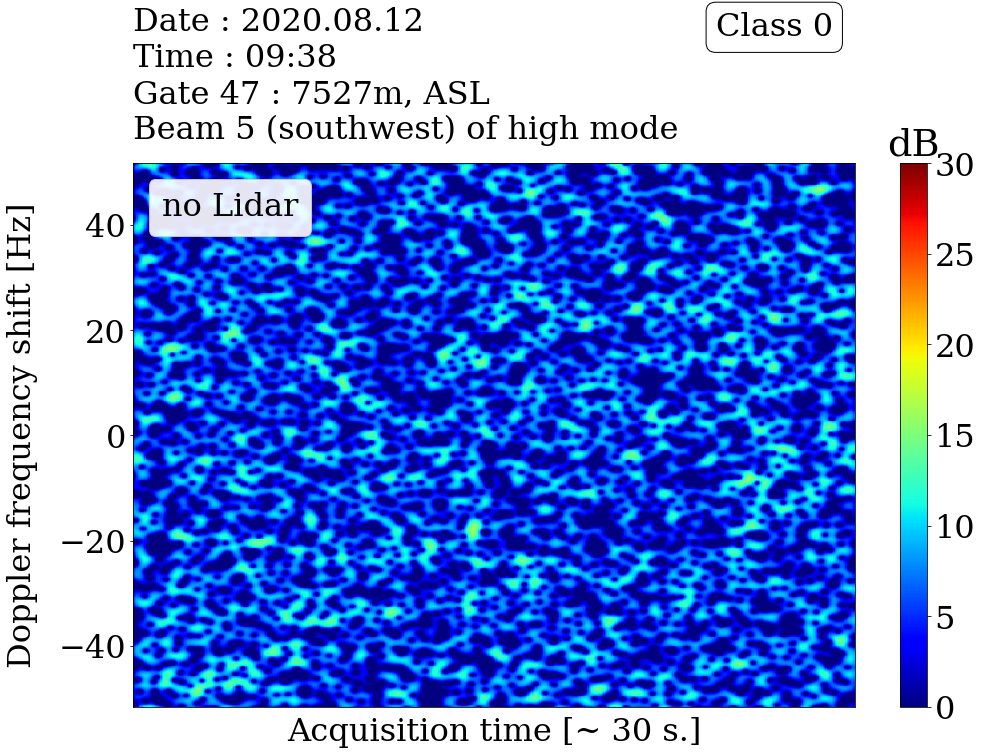 Date : 2020.08.12
Time : 09:38
Gate 47 : 7527m, ASL
Beam 5 (southwest) of high mode
Class 0
dB
no Lidar
Doppler frequency shift [Hz]
40
20
0
−20
−40
Acquisition time [~ 30 s.]
30
25
20
15
10
5
0